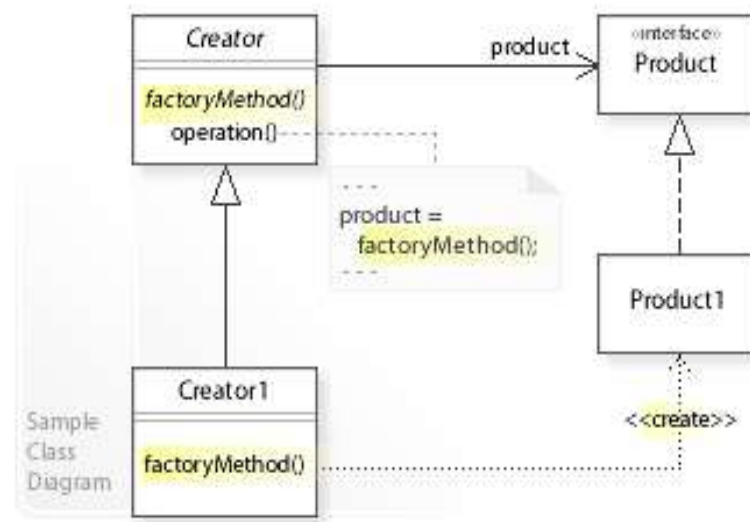 Creator
factoryMethod()
operation()
product
«interface»
Product
- - -
product =
factoryMethod();
- - -
Product1
Creator1
factoryMethod()
<<create>>
Sample
Class
Diagram